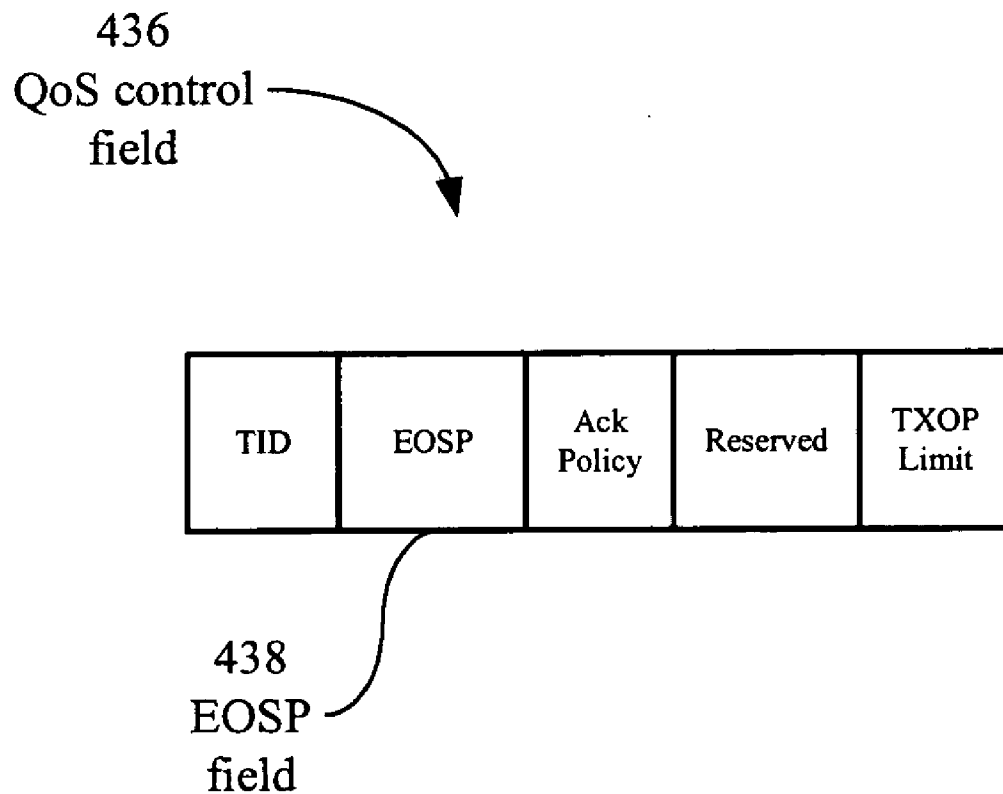 436
QoS control
field
TID
EOSP
Ack
Policy
Reserved
TXOP
Limit
438
EOSP
field